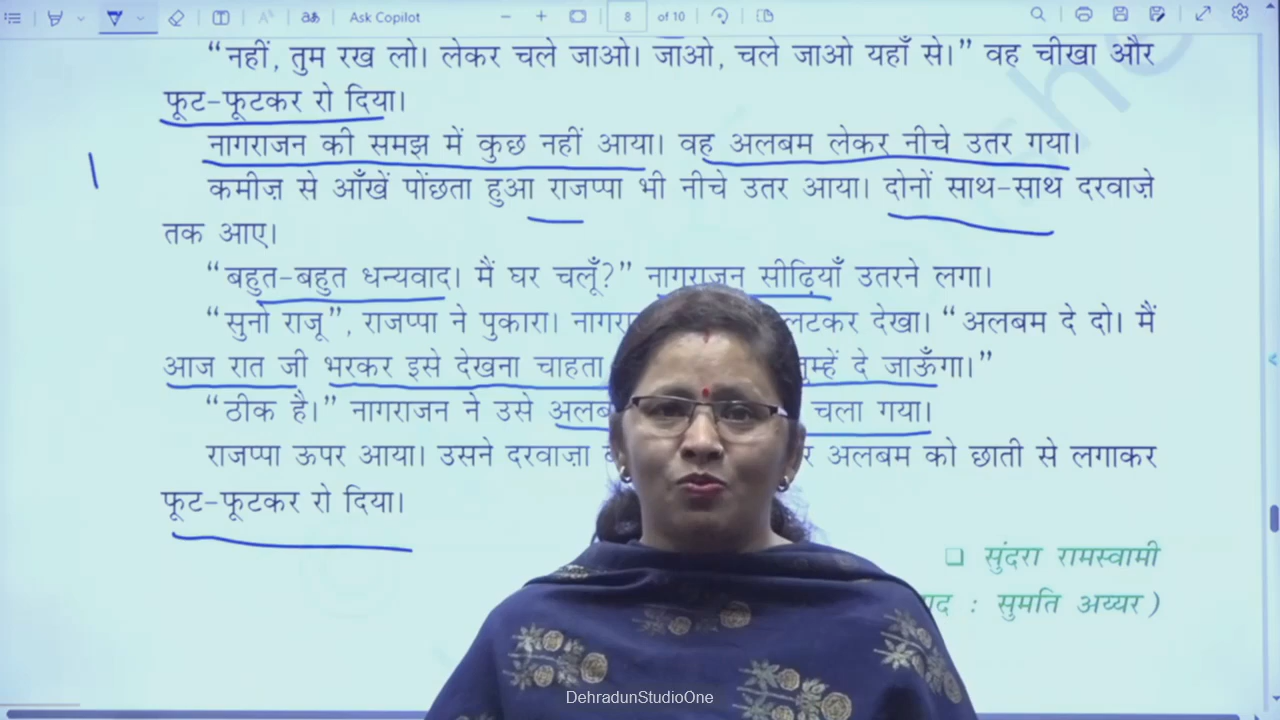 Ask Copilot
8 of 10
“नहीं, तुम रख लो। लेकर चले जाओ। जाओ, चले जाओ यहाँ से।” वह चीखा और
फूट-फूटकर रो दिया।
नागराजन की समझ में कुछ नहीं आया। वह अलबम लेकर नीचे उतर गया।
कमीज़ से आँखें पोंछता हुआ राजप्पा भी नीचे उतर आया। दोनों साथ-साथ दरवाज़े
तक आए।
“बहुत-बहुत धन्यवाद। मैं घर चलूँ?” नागराजन सीढ़ियाँ उतरने लगा।
“सुनो राजू”, राजप्पा ने पुकारा। देखा। “अलबम दे दो। मैं
आज रात जी भरकर इसे देखना चाहता दे जाऊँगा।”
“ठीक है।” नागराजन ने उसे चला गया।
राजप्पा ऊपर आया। उसने दरवाज़ा अलबम को छाती से लगाकर
फूट-फूटकर रो दिया।
❑ सुंदरा रामस्वामी
: सुमति अय्यर )
DehradunStudioOne